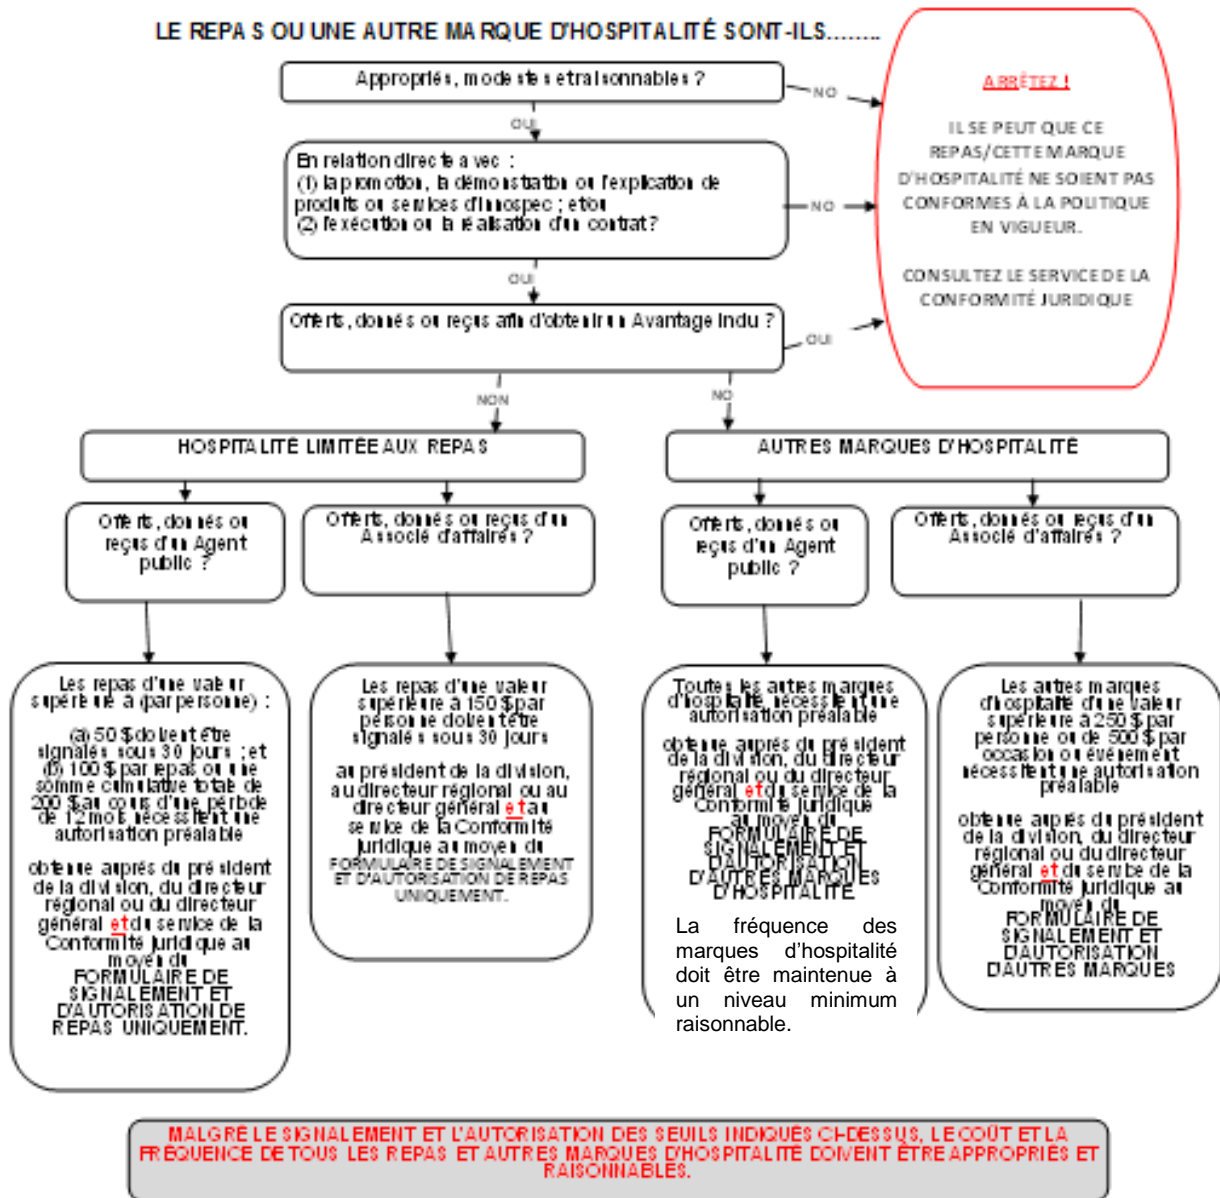 LE REPAS OU UNE AUTRE MARQUE D'HOSPITALITÉ SONT-ILS........
Appropriés, modestes et raisonnables ?
NO
OUI
ARRÊTEZ !
IL SE PEUT QUE CE
REPAS/CETTE MARQUE
D'HOSPITALITÉ NE SOIENT PAS
CONFORMES À LA POLITIQUE
EN VIGUEUR.
CONSULTEZ LE SERVICE DE LA
CONFORMITÉ JURIDIQUE
En relation directe avec :
(1) la promotion, la démonstration ou l'explication de
produits ou services d'Innospec ; et/ou
(2) l'exécution ou la réalisation d'un contrat ?
NO
OUI
Offerts, donnés ou reçus afin d'obtenir un Avantage Indu ?
OUI
NON
NO
HOSPITALITÉ LIMITÉE AUX REPAS
AUTRES MARQUES D'HOSPITALITÉ
Offerts, donnés ou
reçus d'un Agent
public ?
Offerts, donnés ou reçus d'un
Associé d'affaires ?
Offerts, donnés ou
reçus d'un Agent
public ?
Offerts, donnés ou reçus d'un
Associé d'affaires ?
Les repas d'une valeur
supérieure à (par personne) :
(a) 50 $ doivent être
signalés sous 30 jours ; et
(b) 100 $ par repas ou une
somme cumulative totale de
200 $ au cours d'une période
de 12 mois nécessitent une
autorisation préalable
obtenue auprès du président
de la division, du directeur
régional ou du directeur
général et du service de la
Conformité juridique au
moyen du
FORMULAIRE DE
SIGNALEMENT ET
D'AUTORISATION DE
REPAS UNIQUEMENT.
Les repas d'une valeur
supérieure à 150 $ par
personne doivent être
signalés sous 30 jours
au président de la division,
au directeur régional ou au
directeur général et au
service de la Conformité
juridique au moyen du
FORMULAIRE DE SIGNALEMENT
ET D'AUTORISATION DE REPAS
UNIQUEMENT.
Toutes les autres marques
d'hospitalité nécessitent une
autorisation préalable
obtenue auprès du président
de la division, du directeur
régional ou du directeur
général et du service de la
Conformité juridique
au moyen du
FORMULAIRE DE
SIGNALEMENT ET
D'AUTORISATION
D'AUTRES MARQUES
D'HOSPITALITÉ
La fréquence des
marques d'hospitalité
doit être maintenue à
un niveau minimum
raisonnable.
Les autres marques
d'hospitalité d'une valeur
supérieure à 250 $ par
personne ou de 500 $ par
occasion ou événement
nécessitent une autorisation
préalable
obtenue auprès du président
de la division, du directeur
régional ou du directeur
général et du service de la
Conformité juridique au
moyen du
FORMULAIRE DE
SIGNALEMENT ET
D'AUTORISATION
D'AUTRES MARQUES
MALGRÉ LE SIGNALEMENT ET L'AUTORISATION DES SEUILS INDIQUÉS CI-DESSUS, LE COÛT ET LA
FRÉQUENCE DE TOUS LES REPAS ET AUTRES MARQUES D'HOSPITALITÉ DOIVENT ÊTRE APPROPRIÉS ET
RAISONNABLES.